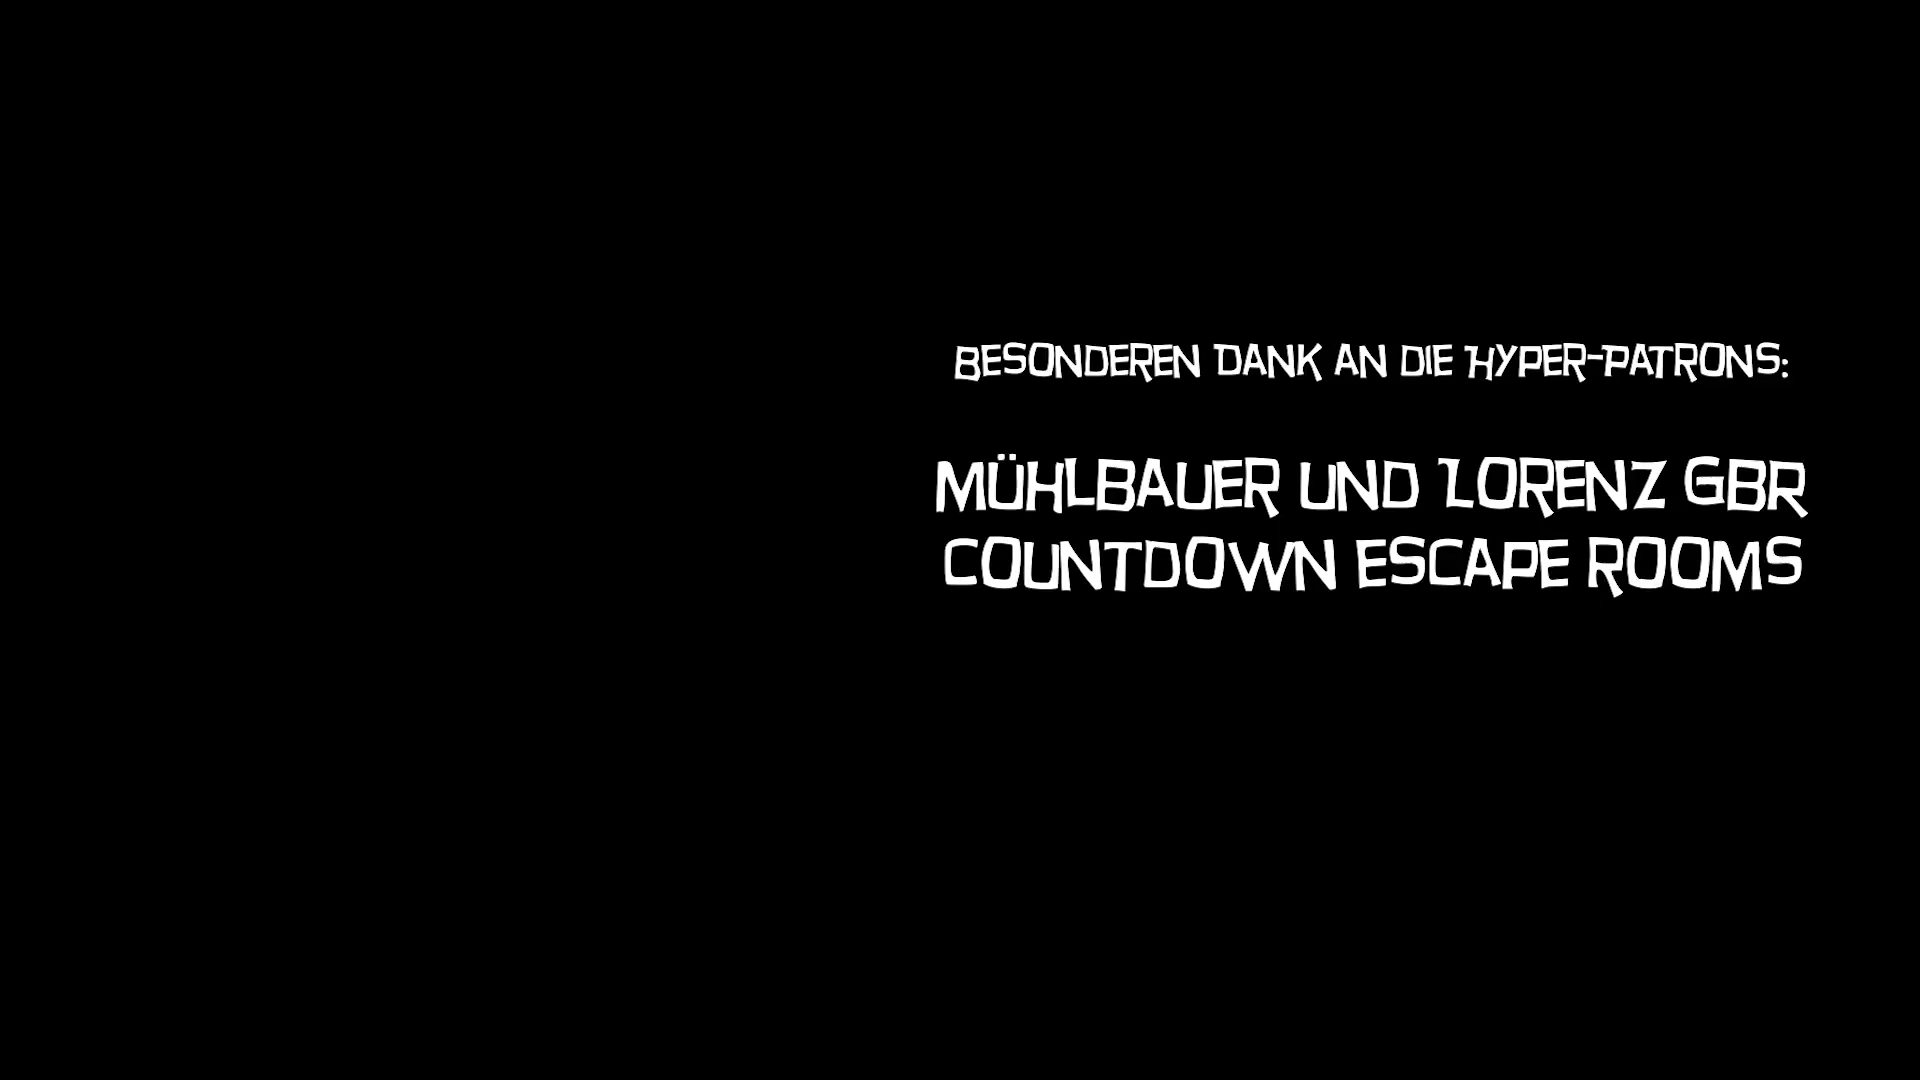 BESONDEREN DANK AN DIE HYPER-PATRONS:
MÜHLBAUER UND LORENZ GBR
COUNTDOWN ESCAPE ROOMS